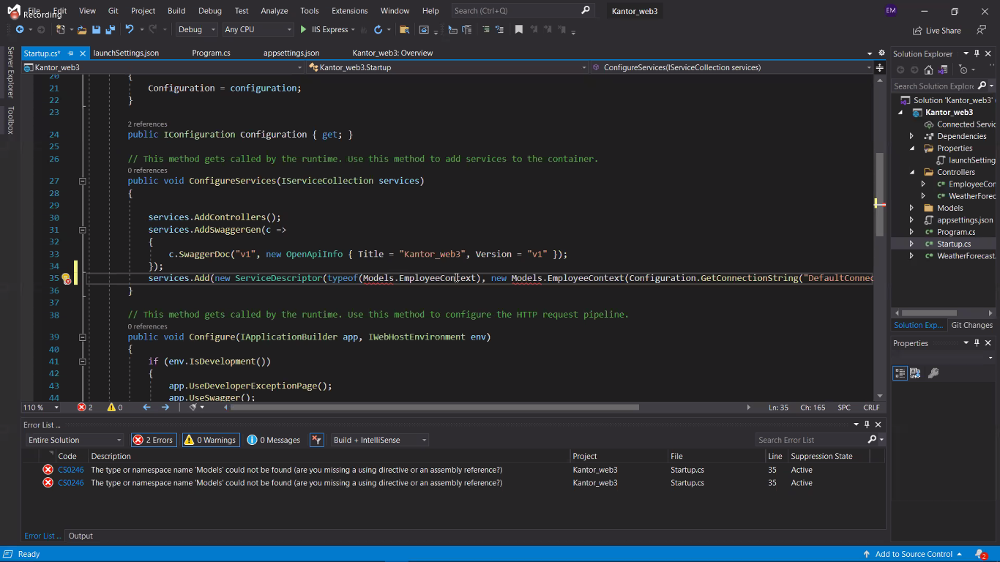 Recording
File Edit View Git Project Build Debug Test Analyze Tools Extensions Window Help Search (Ctrl+Q) Kantor_web3 EM
Debug Any CPU IIS Express Live Share
Server Explorer
Toolbox
Startup.cs* launchSettings.json Program.cs appsettings.json Kantor_web3: Overview
Kantor_web3 Kantor_web3.Startup ConfigureServices(IServiceCollection services)
20 {
21 Configuration = configuration;
22 }
23
2 references
24 public IConfiguration Configuration { get; }
25
26 // This method gets called by the runtime. Use this method to add services to the container.
0 references
27 public void ConfigureServices(IServiceCollection services)
28 {
29
30 services.AddControllers();
31 services.AddSwaggerGen(c =>
32 {
33 c.SwaggerDoc("v1", new OpenApiInfo { Title = "Kantor_web3", Version = "v1" });
34 });
35 services.Add(new ServiceDescriptor(typeof(Models.EmployeeContext), new Models.EmployeeContext(Configuration.GetConnectionString("DefaultConnec
36 }
37
38 // This method gets called by the runtime. Use this method to configure the HTTP request pipeline.
0 references
39 public void Configure(IApplicationBuilder app, IWebHostEnvironment env)
40 {
41 if (env.IsDevelopment())
42 {
43 app.UseDeveloperExceptionPage();
44 app.UseSwagger();
110 % 2 0 Ln: 35 Ch: 165 SPC CRLF
Error List ...
Entire Solution 2 Errors 0 Warnings 0 Messages Build + IntelliSense Search Error List
Code Description Project File Line Suppression State
CS0246 The type or namespace name 'Models' could not be found (are you missing a using directive or an assembly reference?) Kantor_web3 Startup.cs 35 Active
CS0246 The type or namespace name 'Models' could not be found (are you missing a using directive or an assembly reference?) Kantor_web3 Startup.cs 35 Active
Error List ... Output
Solution Explorer
Search Solution Explorer
Solution 'Kantor_web3'
Kantor_web3
Connected Servic
Dependencies
Properties
launchSetting
Controllers
EmployeeCont
WeatherForec
Models
appsettings.json
Program.cs
Startup.cs
WeatherForecast.
Solution Exp... Git Changes
Properties
Ready Add to Source Control 2